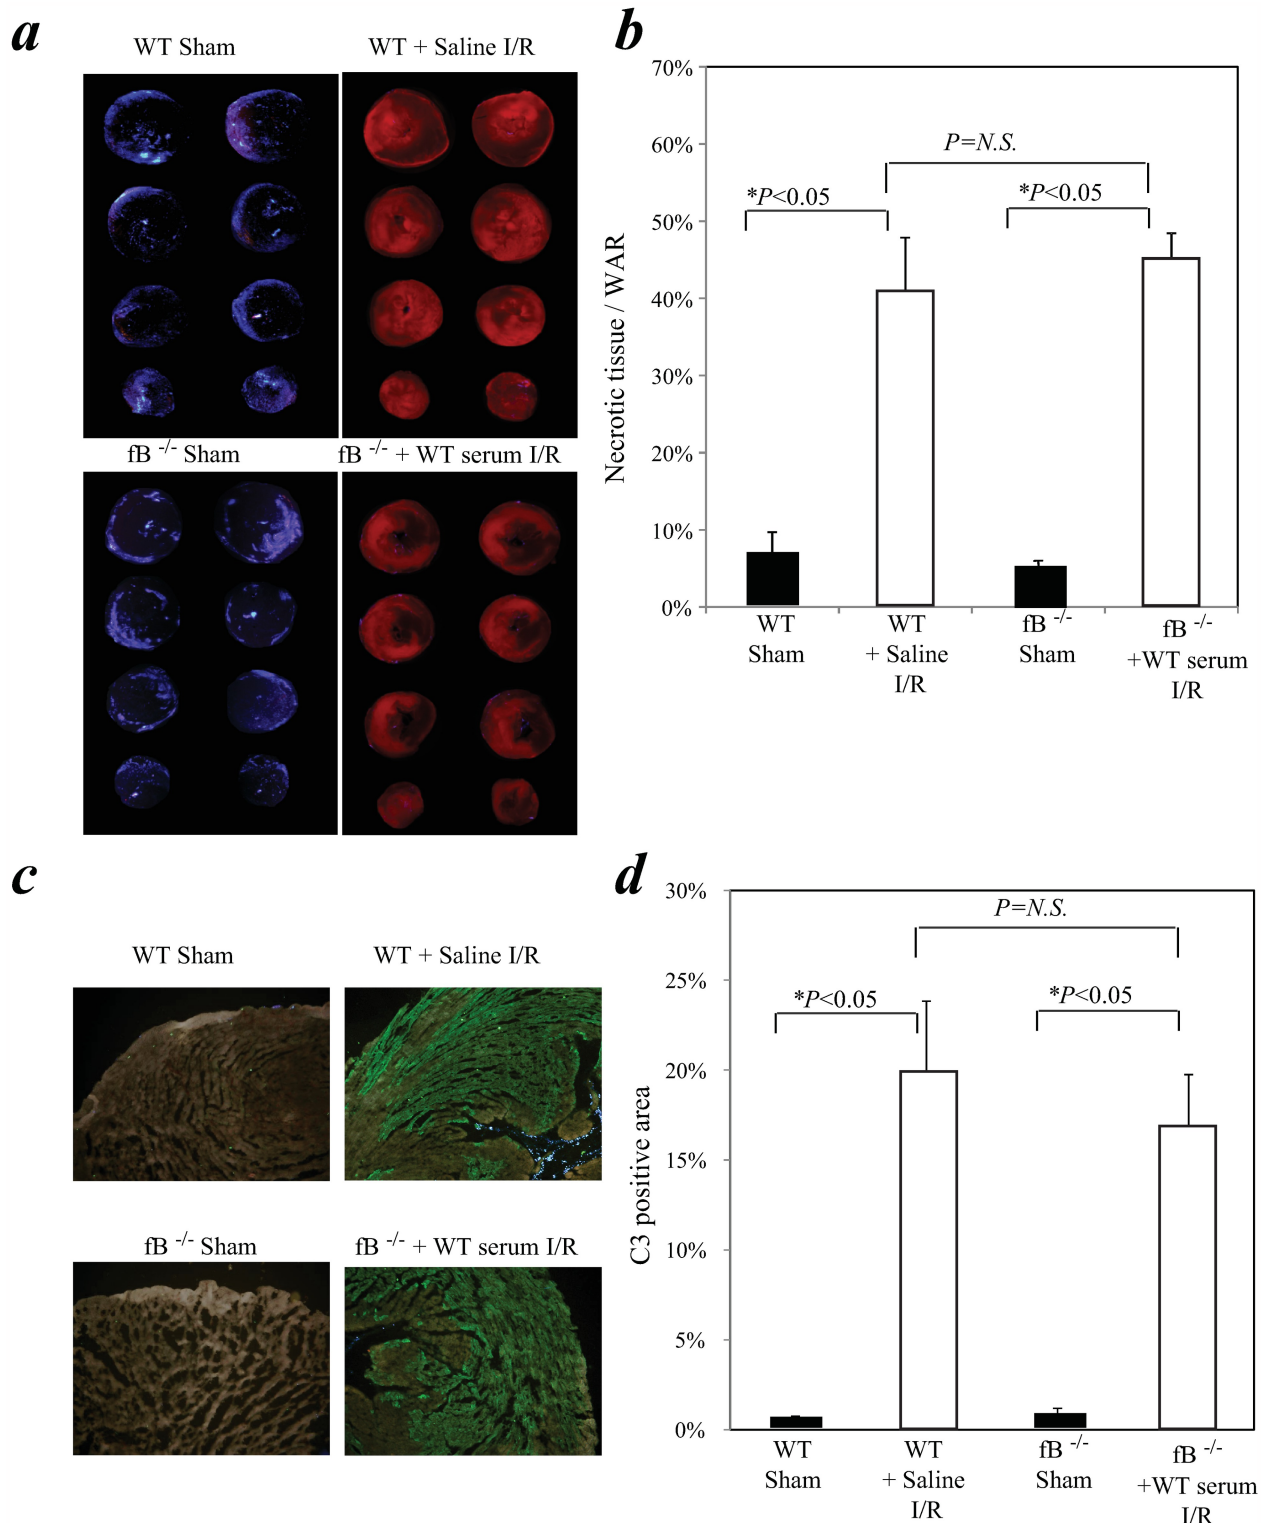 a
WT Sham
WT + Saline I/R
fB -/- Sham
fB -/- + WT serum I/R
b
70%
60%
50%
40%
30%
20%
10%
0%
Necrotic tissue / WAR
P=N.S.
*P<0.05
*P<0.05
WT
Sham
WT
+ Saline
I/R
fB -/-
Sham
fB -/-
+WT serum
I/R
c
WT Sham
WT + Saline I/R
fB -/- Sham
fB -/- + WT serum I/R
d
30%
25%
20%
15%
10%
5%
0%
C3 positive area
P=N.S.
*P<0.05
*P<0.05
WT
Sham
WT
+ Saline
I/R
fB -/-
Sham
fB -/-
+WT serum
I/R